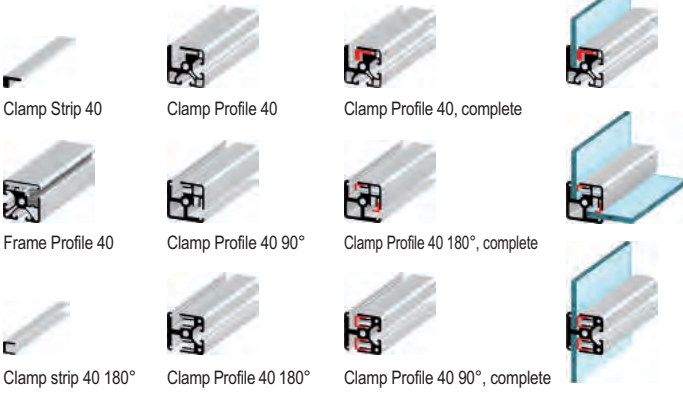 Clamp Strip 40
Clamp Profile 40
Clamp Profile 40, complete
Frame Profile 40
Clamp Profile 40 90°
Clamp Profile 40 180°, complete
Clamp strip 40 180°
Clamp Profile 40 180°
Clamp Profile 40 90°, complete